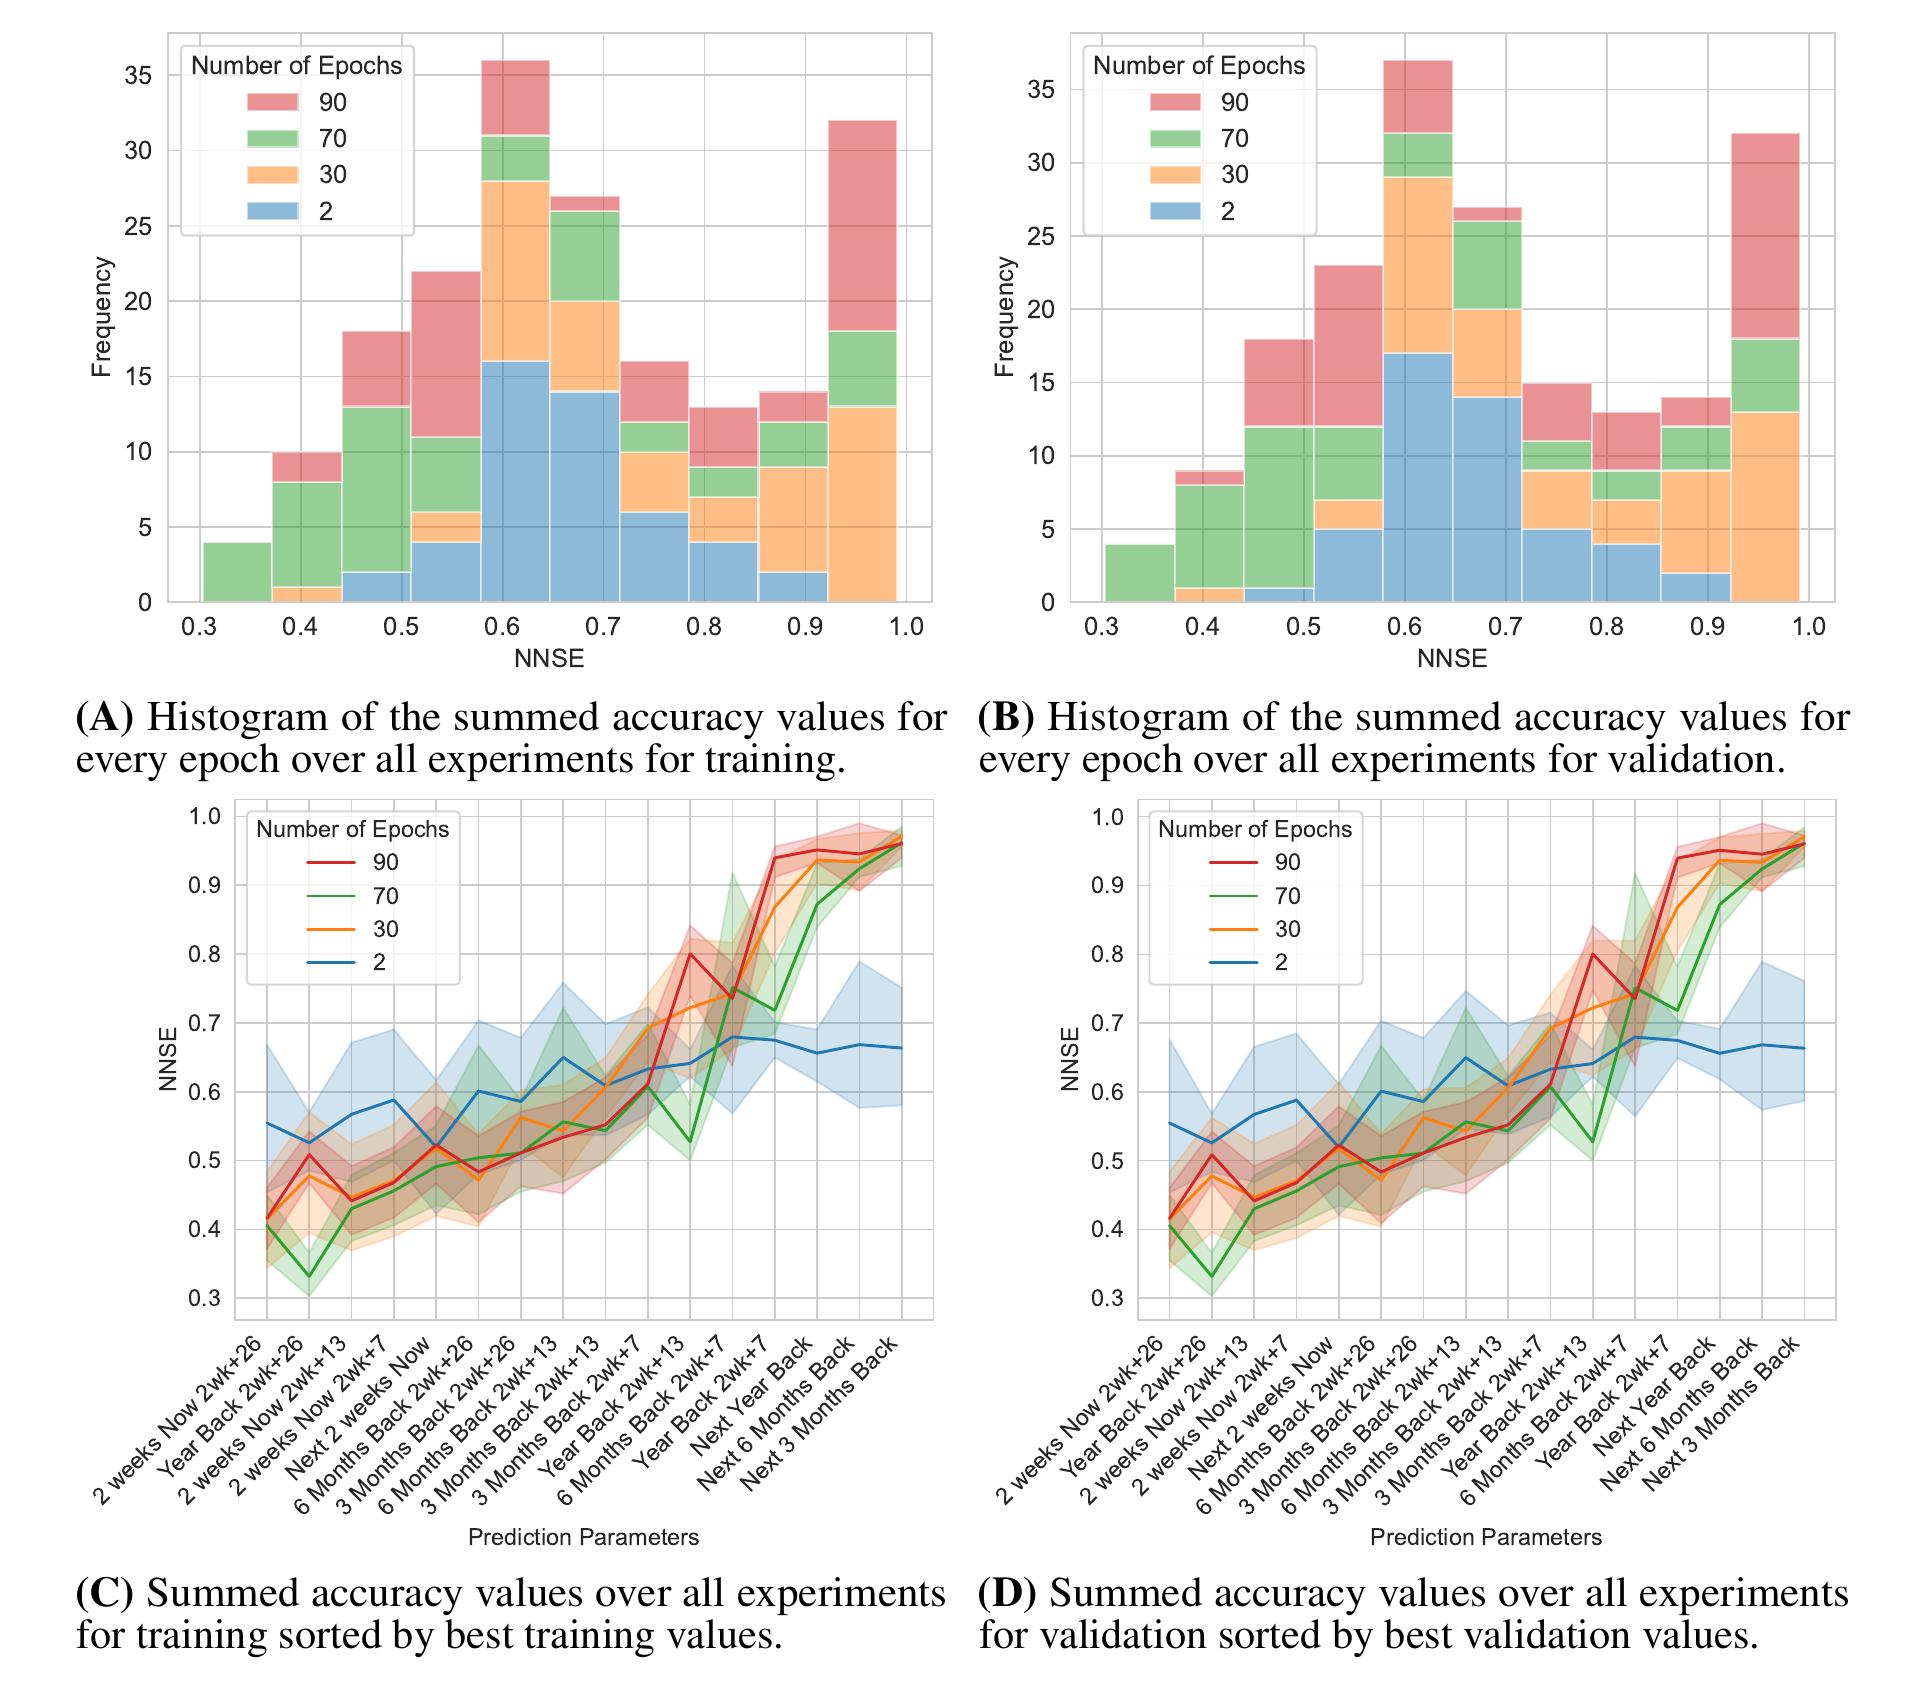 Number of Epochs
90
70
30
2
35
30
25
20
15
10
5
0
Frequency
0.3 0.4 0.5 0.6 0.7 0.8 0.9 1.0
NNSE
Number of Epochs
90
70
30
2
35
30
25
20
15
10
5
0
Frequency
0.3 0.4 0.5 0.6 0.7 0.8 0.9 1.0
NNSE
(A) Histogram of the summed accuracy values for
every epoch over all experiments for training.
(B) Histogram of the summed accuracy values for
every epoch over all experiments for validation.
Number of Epochs
90
70
30
2
1.0
0.9
0.8
0.7
0.6
0.5
0.4
0.3
NNSE
2 weeks Now 2wk+26
Year Back 2wk+26
2 weeks Now 2wk+13
2 weeks Now 2wk+7
Next 2 weeks Now
6 Months Back 2wk+26
3 Months Back 2wk+26
6 Months Back 2wk+13
3 Months Back 2wk+13
3 Months Back 2wk+7
Year Back 2wk+13
6 Months Back 2wk+7
Year Back 2wk+7
Next Year Back
Next 6 Months Back
Next 3 Months Back
Prediction Parameters
Number of Epochs
90
70
30
2
1.0
0.9
0.8
0.7
0.6
0.5
0.4
0.3
NNSE
2 weeks Now 2wk+26
Year Back 2wk+26
2 weeks Now 2wk+13
2 weeks Now 2wk+7
Next 2 weeks Now
6 Months Back 2wk+26
3 Months Back 2wk+26
6 Months Back 2wk+13
3 Months Back 2wk+13
3 Months Back 2wk+7
Year Back 2wk+13
6 Months Back 2wk+7
Year Back 2wk+7
Next Year Back
Next 6 Months Back
Next 3 Months Back
Prediction Parameters
(C) Summed accuracy values over all experiments
for training sorted by best training values.
(D) Summed accuracy values over all experiments
for validation sorted by best validation values.